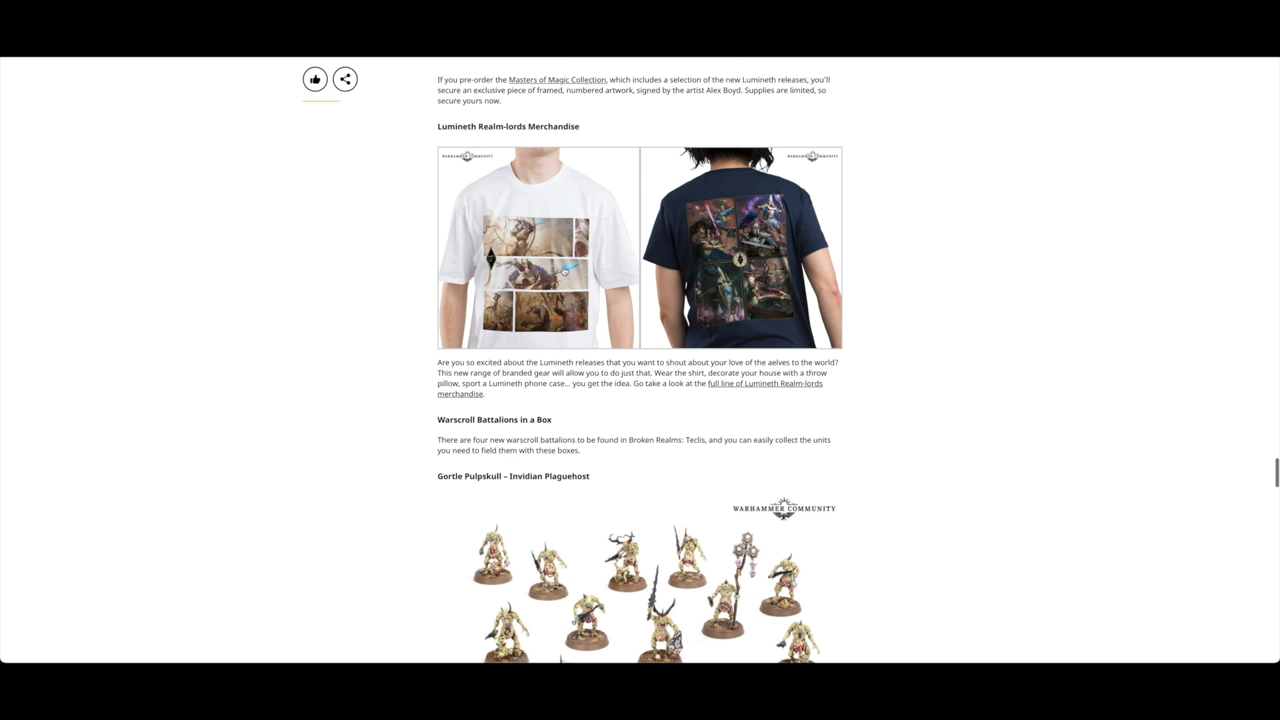 If you pre-order the Masters of Magic Collection, which includes a selection of the new Lumineth releases, you'll
secure an exclusive piece of framed, numbered artwork, signed by the artist Alex Boyd. Supplies are limited, so
secure yours now.
Lumineth Realm-lords Merchandise
WARHAMMER COMMUNITY
WARHAMMER COMMUNITY
Are you so excited about the Lumineth releases that you want to shout about your love of the aelves to the world?
This new range of branded gear will allow you to do just that. Wear the shirt, decorate your house with a throw
pillow, sport a Lumineth phone case… you get the idea. Go take a look at the full line of Lumineth Realm-lords
merchandise.
Warscroll Battalions in a Box
There are four new warscroll battalions to be found in Broken Realms: Teclis, and you can easily collect the units
you need to field them with these boxes.
Gortle Pulpskull – Invidian Plaguehost
WARHAMMER COMMUNITY